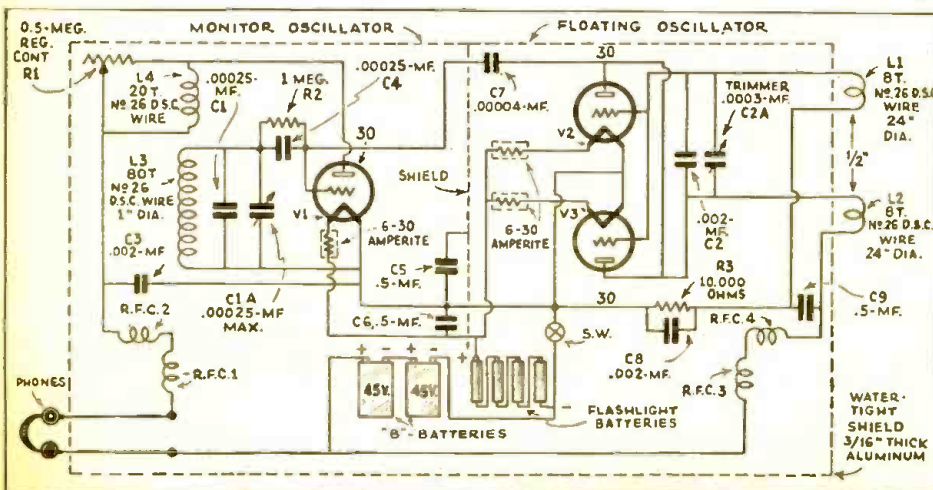 MONITOR OSCILLATOR
FLOATING OSCILLATOR
0.5-MEG.
REG.
CONT
R1
L4
20 T.
Nº 26 D.S.C.
WIRE
.00025-
MF.
C1
1 MEG.
R2
.00025-MF.
C4
30
C7
.00004-MF.
30
V2
TRIMMER
.0003-MF.
C2A
L1
8T.
Nº.26 D.S.C
WIRE
24"
DIA.
1/2"
L3
80T
Nº 26
D.S.C. WIRE
1" DIA.
V1
SHIELD
6-30
AMPERITE
V3
6-30
AMPERITE
.002-
MF.
C2
L2
8T.
Nº 26 D.S.C.
WIRE
24" DIA.
C3
.002-MF
C1A
.00025-MF
MAX.
C5
.5-MF.
C6, .5-MF.
30
R3
10,000
OHMS
R.F.C.4
C9
.5-MF.
R.F.C.2
R.F.C.1
S.W.
C8
.002-MF.
R.F.C.3
PHONES
+ - + -
45V. 45V.
"B"-BATTERIES
+ -
FLASHLIGHT
BATTERIES
WATER-
TIGHT
SHIELD
3/16" THICK
ALUMINUM